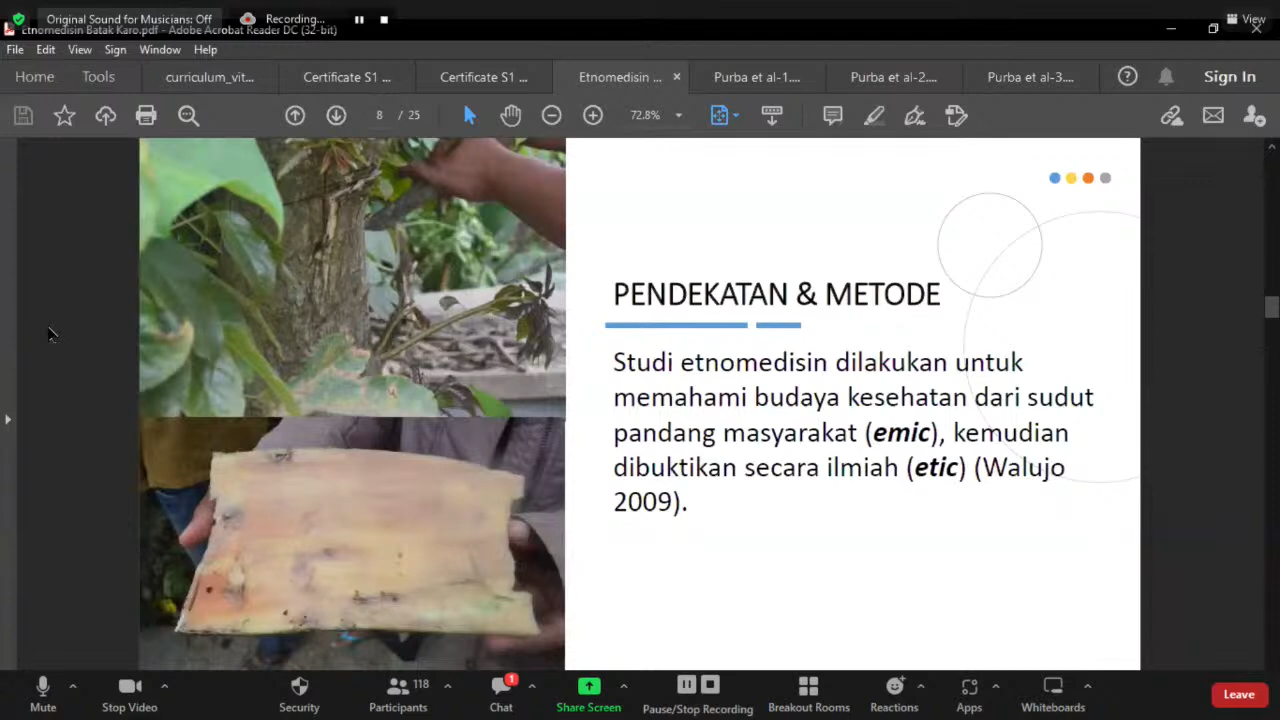 Original Sound for Musicians: Off
Recording...
View
Etnomedisin Batak Karo.pdf - Adobe Acrobat Reader DC (32-bit)
File Edit View Sign Window Help
Home Tools curriculum_vit... Certificate S1 ... Certificate S1 ... Etnomedisin ... × Purba et al-1.... Purba et al-2.... Purba et al-3.... Sign In
8 / 25 72.8%
PENDEKATAN & METODE
Studi etnomedisin dilakukan untuk
memahami budaya kesehatan dari sudut
pandang masyarakat (emic), kemudian
dibuktikan secara ilmiah (etic) (Walujo
2009).
118 1
Mute Stop Video Security Participants Chat Share Screen Pause/Stop Recording Breakout Rooms Reactions Apps Whiteboards Leave